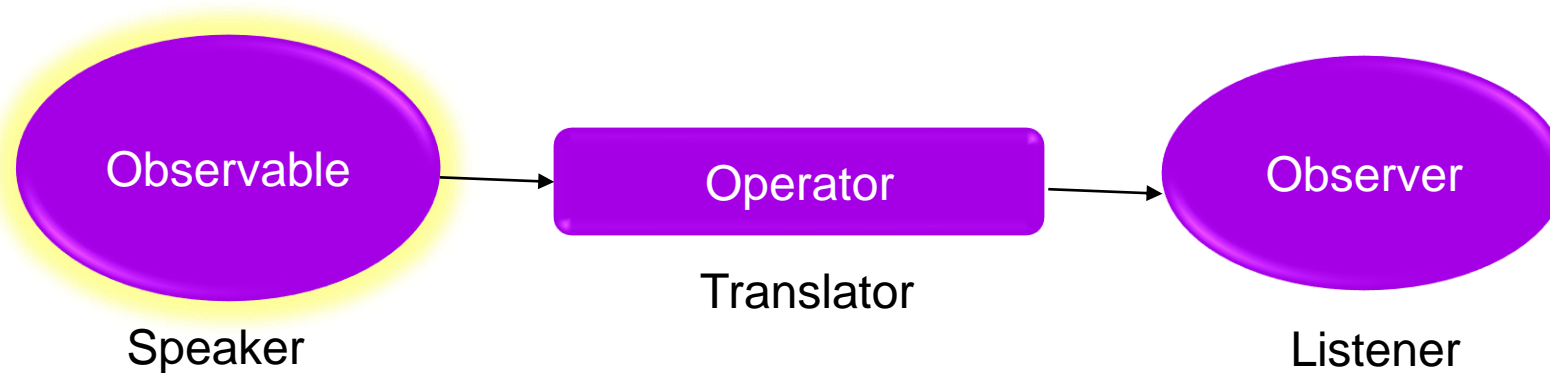 Observable
Operator
Observer
Translator
Speaker
Listener